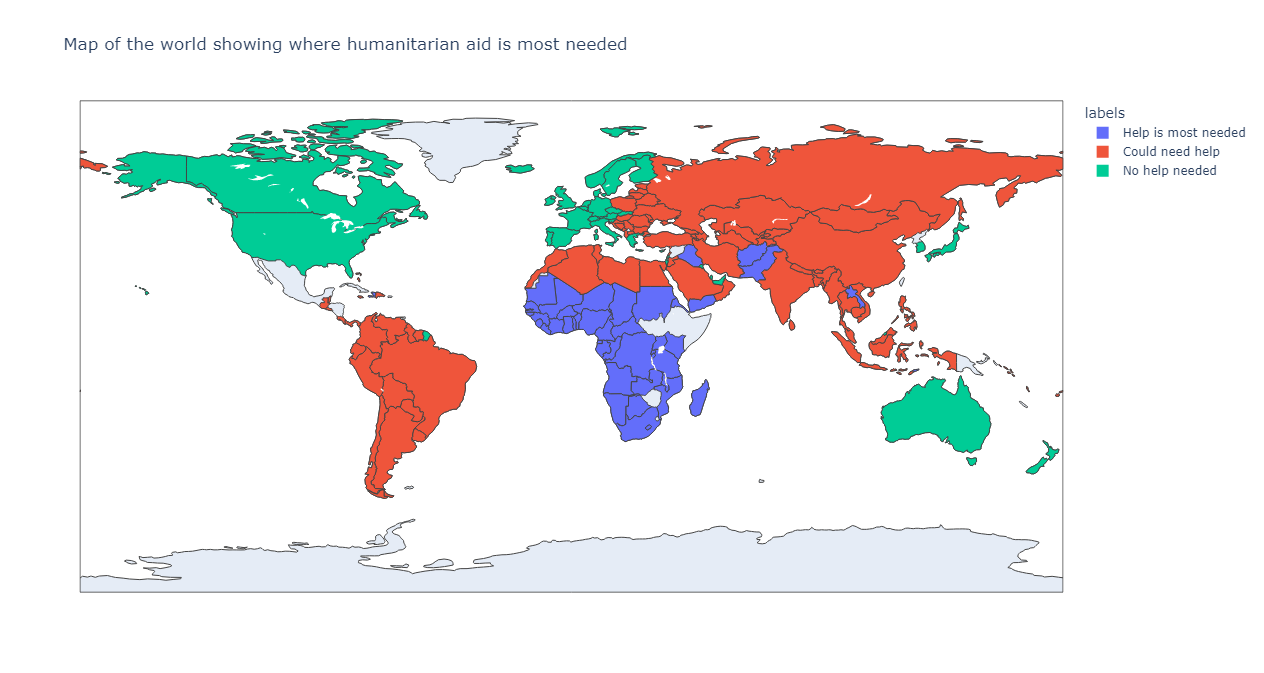 Map of the world showing where humanitarian aid is most needed
labels
Help is most needed
Could need help
No help needed